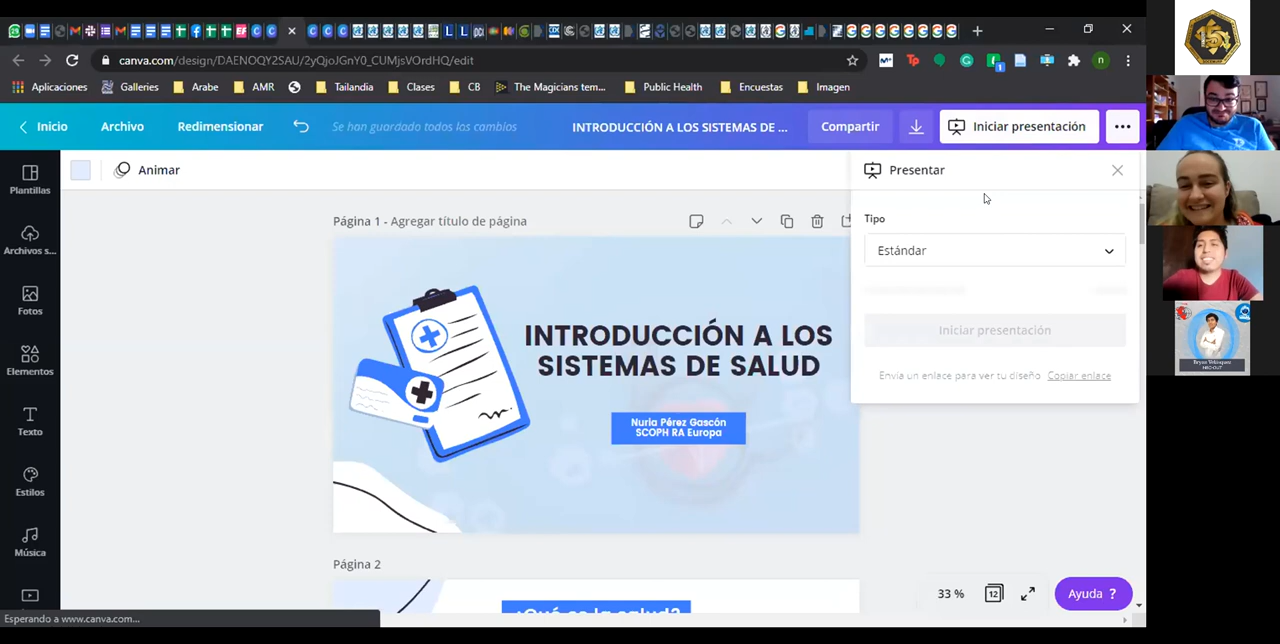 canva.com/design/DAENOQY2SAU/2yQjoJGnY0_CUMjsVOrdHQ/edit
Aplicaciones
Galleries
Arabe
AMR
Tailandia
Clases
CB
The Magicians tem...
Public Health
Encuestas
Imagen
Inicio
Archivo
Redimensionar
Se han guardado todos los cambios
INTRODUCCIÓN A LOS SISTEMAS DE ...
Compartir
Iniciar presentación
Plantillas
Archivos s...
Fotos
Elementos
Texto
Estilos
Música
Animar
Presentar
Tipo
Estándar
Iniciar presentación
Envía un enlace para ver tu diseño Copiar enlace
Página 1 - Agregar título de página
INTRODUCCIÓN A LOS
SISTEMAS DE SALUD
Nuria Pérez Gascón
SCOPH RA Europa
Página 2
¿Qué es la salud?
33 %
12
Ayuda ?
Esperando a www.canva.com...